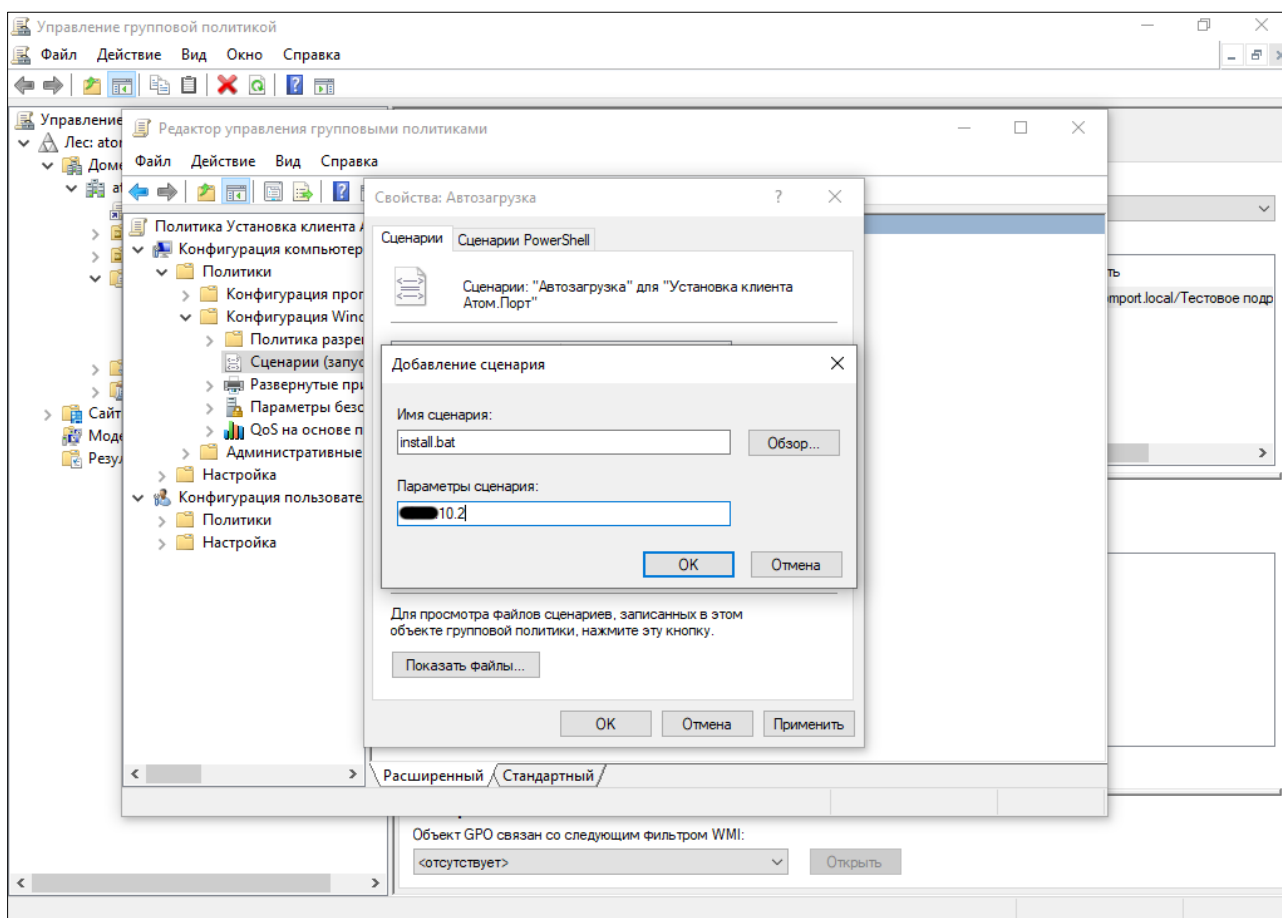 Управление групповой политикой
Файл Действие Вид Окно Справка
Управление
Лес: ator
Доме
Сайт
Моде
Резул
Редактор управления групповыми политиками
Файл Действие Вид Справка
Политика Установка клиента
Конфигурация компьютер
Политики
Конфигурация прог
Конфигурация Winc
Политика разре
Сценарии (запус
Развернутые при
Параметры безс
QoS на основе п
Административные
Настройка
Конфигурация пользовате
Политики
Настройка
Свойства: Автозагрузка
Сценарии Сценарии PowerShell
Сценарии: "Автозагрузка" для "Установка клиента
Атом.Порт"
Добавление сценария
Имя сценария:
install.bat Обзор...
Параметры сценария:
10.2
OK Отмена
Для просмотра файлов сценариев, записанных в этом
объекте групповой политики, нажмите эту кнопку.
Показать файлы...
OK Отмена Применить
Расширенный Стандартный
ть
mport.local/Тестовое подр
Объект GPO связан со следующим фильтром WMI:
<отсутствует> Открыть